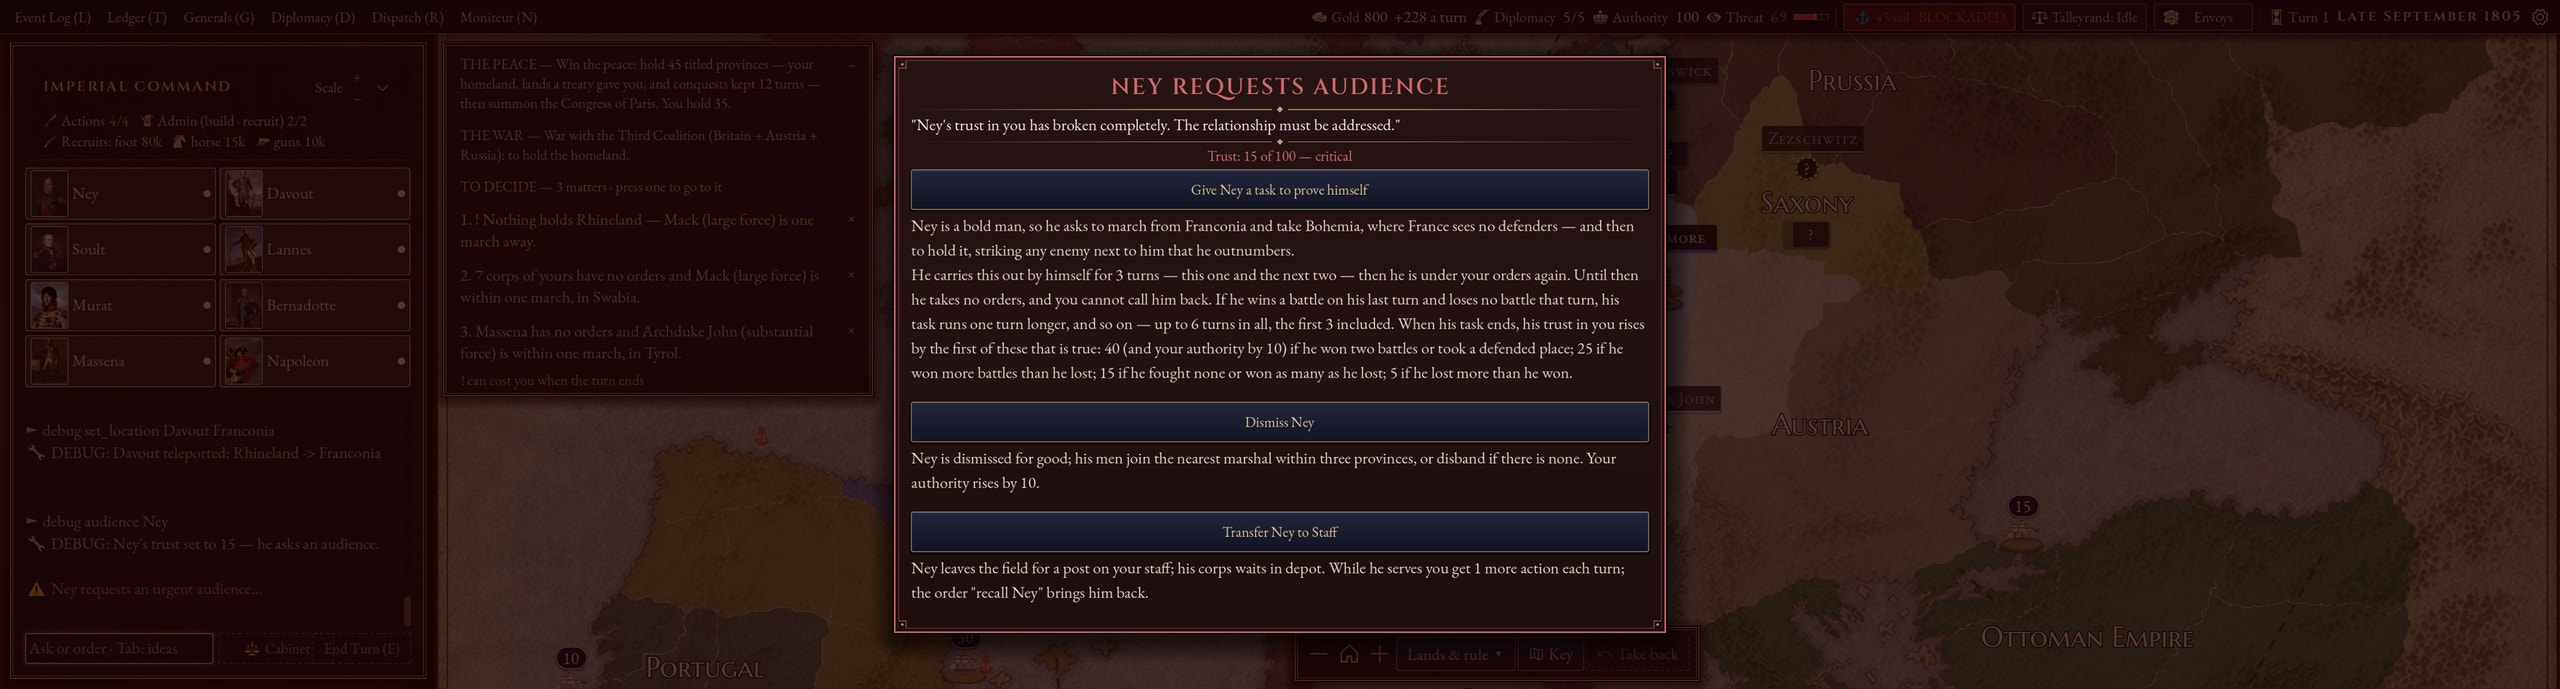 Event Log (L) Ledger (T) Generals (G) Diplomacy (D) Dispatch (R) Moniteur (N)
Gold 800 +228 a turn Diplomacy 5/5 Authority 100 Threat 69 45 sail · BLOCKADED Talleyrand: Idle Envoys Turn 1 LATE SEPTEMBER 1805
IMPERIAL COMMAND
Scale + −
Actions 4/4 Admin (build · recruit) 2/2
Recruits: foot 80k horse 15k guns 10k
Ney
Davout
Soult
Lannes
Murat
Bernadotte
Massena
Napoleon
► debug set_location Davout Franconia
DEBUG: Davout teleported: Rhineland -> Franconia
► debug audience Ney
DEBUG: Ney's trust set to 15 — he asks an audience.
Ney requests an urgent audience...
Ask or order · Tab: ideas
Cabinet
End Turn (E)
THE PEACE — Win the peace: hold 45 titled provinces — your
homeland, lands a treaty gave you, and conquests kept 12 turns —
then summon the Congress of Paris. You hold 35.
THE WAR — War with the Third Coalition (Britain + Austria +
Russia): to hold the homeland.
TO DECIDE — 3 matters · press one to go to it
1. ! Nothing holds Rhineland — Mack (large force) is one
march away.
2. 7 corps of yours have no orders and Mack (large force) is
within one march, in Swabia.
3. Massena has no orders and Archduke John (substantial
force) is within one march, in Tyrol.
! can cost you when the turn ends
NEY REQUESTS AUDIENCE
"Ney's trust in you has broken completely. The relationship must be addressed."
Trust: 15 of 100 — critical
Give Ney a task to prove himself
Ney is a bold man, so he asks to march from Franconia and take Bohemia, where France sees no defenders — and then
to hold it, striking any enemy next to him that he outnumbers.
He carries this out by himself for 3 turns — this one and the next two — then he is under your orders again. Until then
he takes no orders, and you cannot call him back. If he wins a battle on his last turn and loses no battle that turn, his
task runs one turn longer, and so on — up to 6 turns in all, the first 3 included. When his task ends, his trust in you rises
by the first of these that is true: 40 (and your authority by 10) if he won two battles or took a defended place; 25 if he
won more battles than he lost; 15 if he fought none or won as many as he lost; 5 if he lost more than he won.
Dismiss Ney
Ney is dismissed for good; his men join the nearest marshal within three provinces, or disband if there is none. Your
authority rises by 10.
Transfer Ney to Staff
Ney leaves the field for a post on your staff; his corps waits in depot. While he serves you get 1 more action each turn;
the order "recall Ney" brings him back.
PRUSSIA
ZEZSCHWITZ
?
SAXONY
?
AUSTRIA
15
OTTOMAN EMPIRE
10
PORTUGAL
30
Lands & rule ▾
Key
Take back